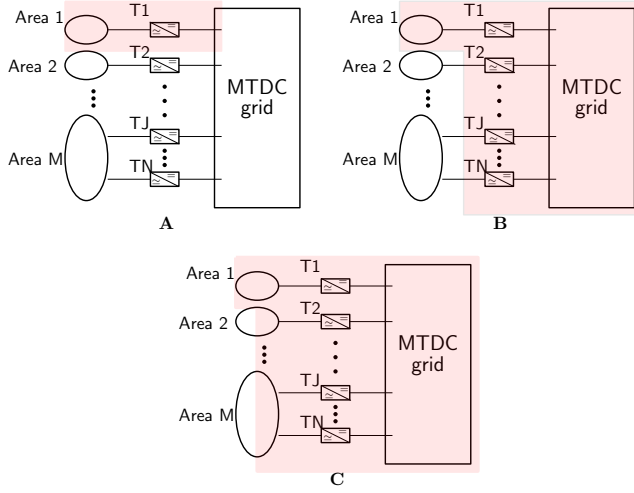 Area 1
T1
Area 2
T2
MTDC
grid
TJ
Area M
TN
A
Area 1
T1
Area 2
T2
MTDC
grid
TJ
Area M
TN
B
Area 1
T1
Area 2
T2
MTDC
grid
TJ
Area M
TN
C